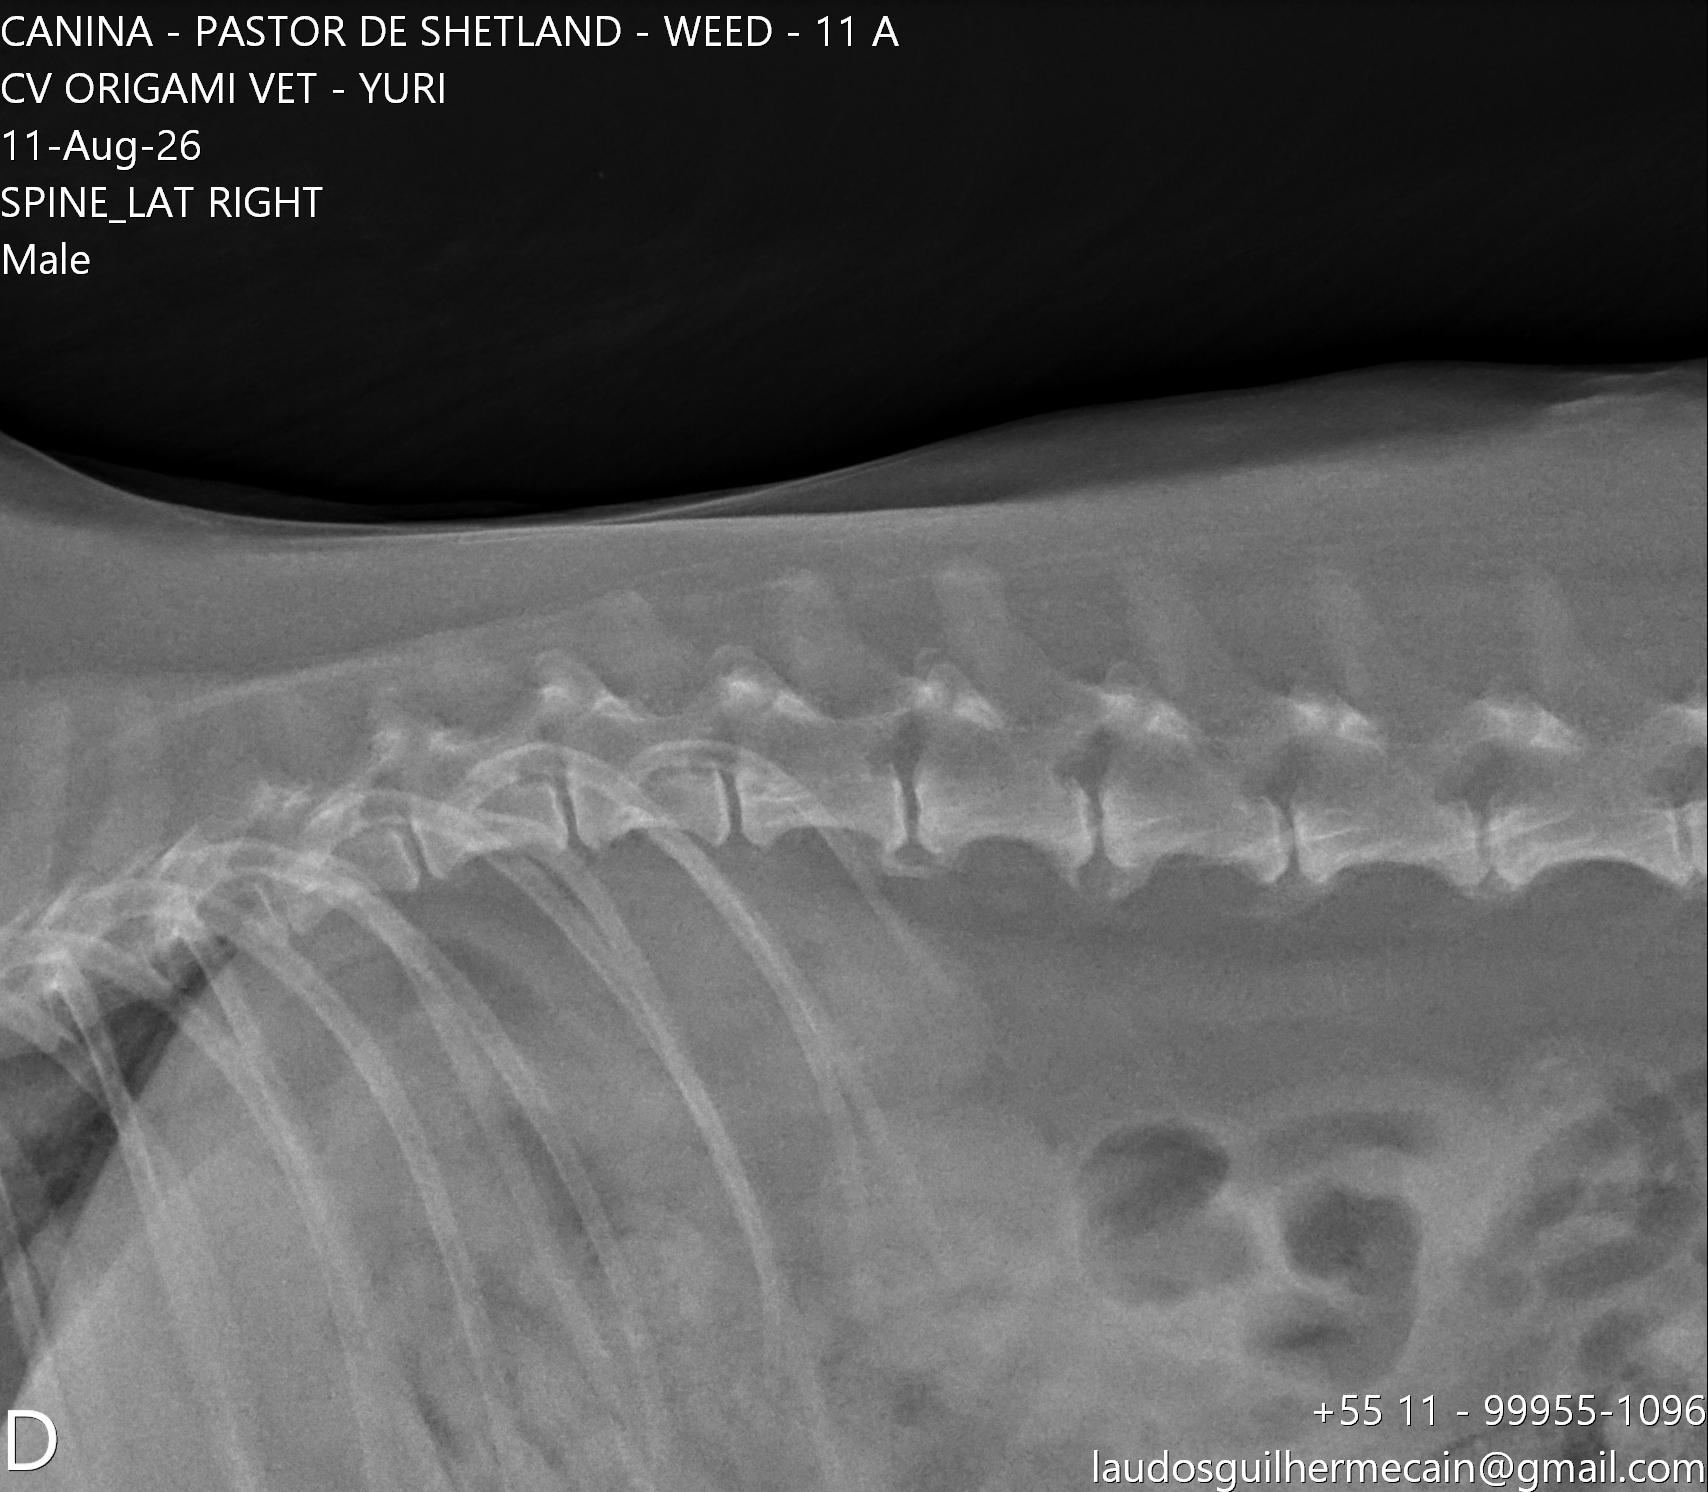 CANINA - PASTOR DE SHETLAND - WEED - 11 A
CV ORIGAMI VET - YURI
11-Aug-26
SPINE_LAT RIGHT
Male
D
+55 11 - 99955-1096
laudosguilhermecain@gmail.com